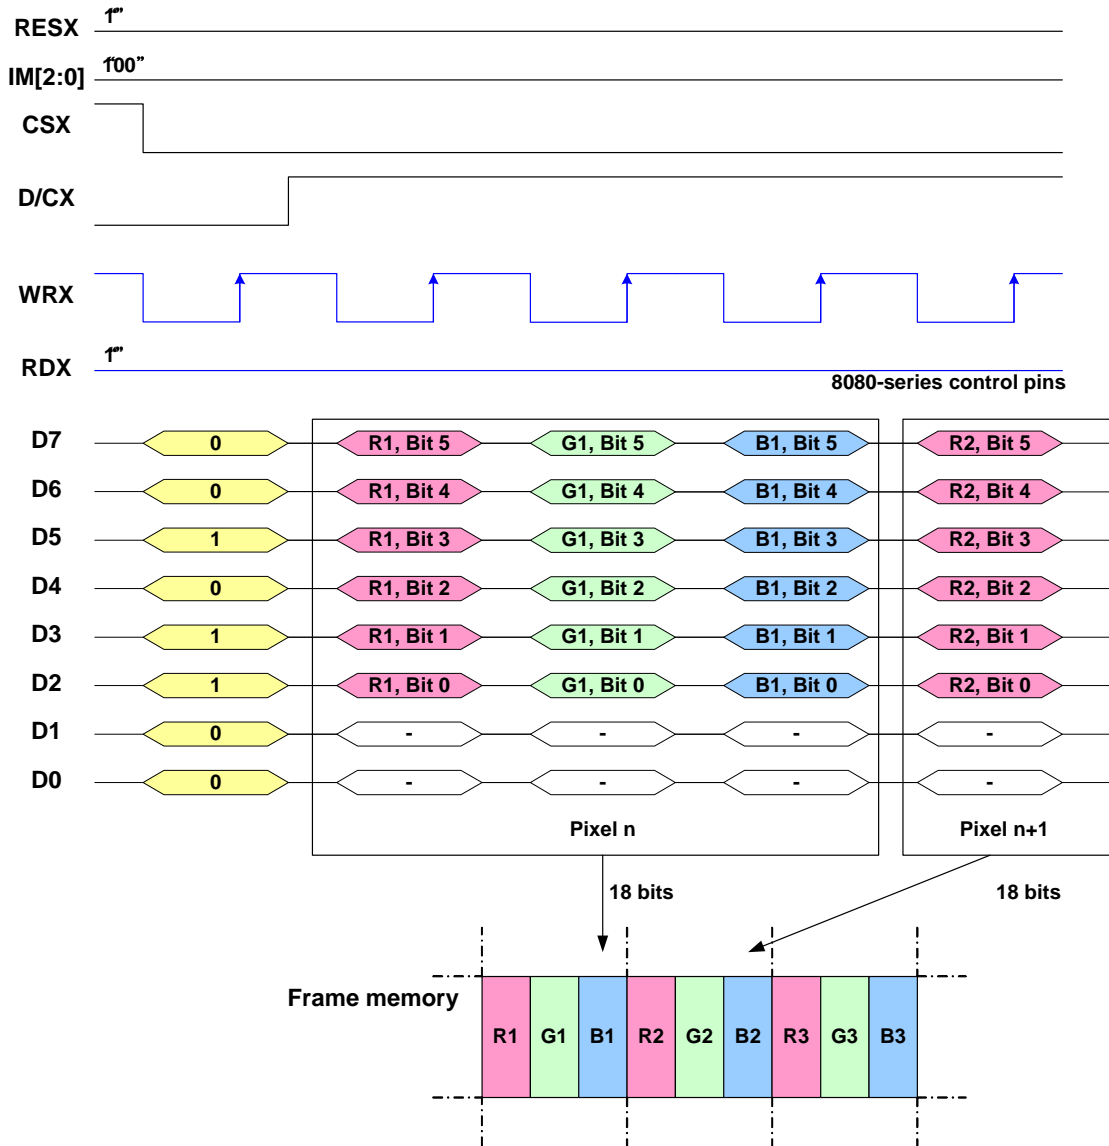 RESX 1"
IM[2:0] 100"
CSX
D/CX
WRX
RDX 1"
8080-series control pins
D7 0 R1, Bit 5 G1, Bit 5 B1, Bit 5 R2, Bit 5
D6 0 R1, Bit 4 G1, Bit 4 B1, Bit 4 R2, Bit 4
D5 1 R1, Bit 3 G1, Bit 3 B1, Bit 3 R2, Bit 3
D4 0 R1, Bit 2 G1, Bit 2 B1, Bit 2 R2, Bit 2
D3 1 R1, Bit 1 G1, Bit 1 B1, Bit 1 R2, Bit 1
D2 1 R1, Bit 0 G1, Bit 0 B1, Bit 0 R2, Bit 0
D1 0 - - - -
D0 0 - - - -
Pixel n Pixel n+1
18 bits 18 bits
Frame memory
R1 G1 B1 R2 G2 B2 R3 G3 B3